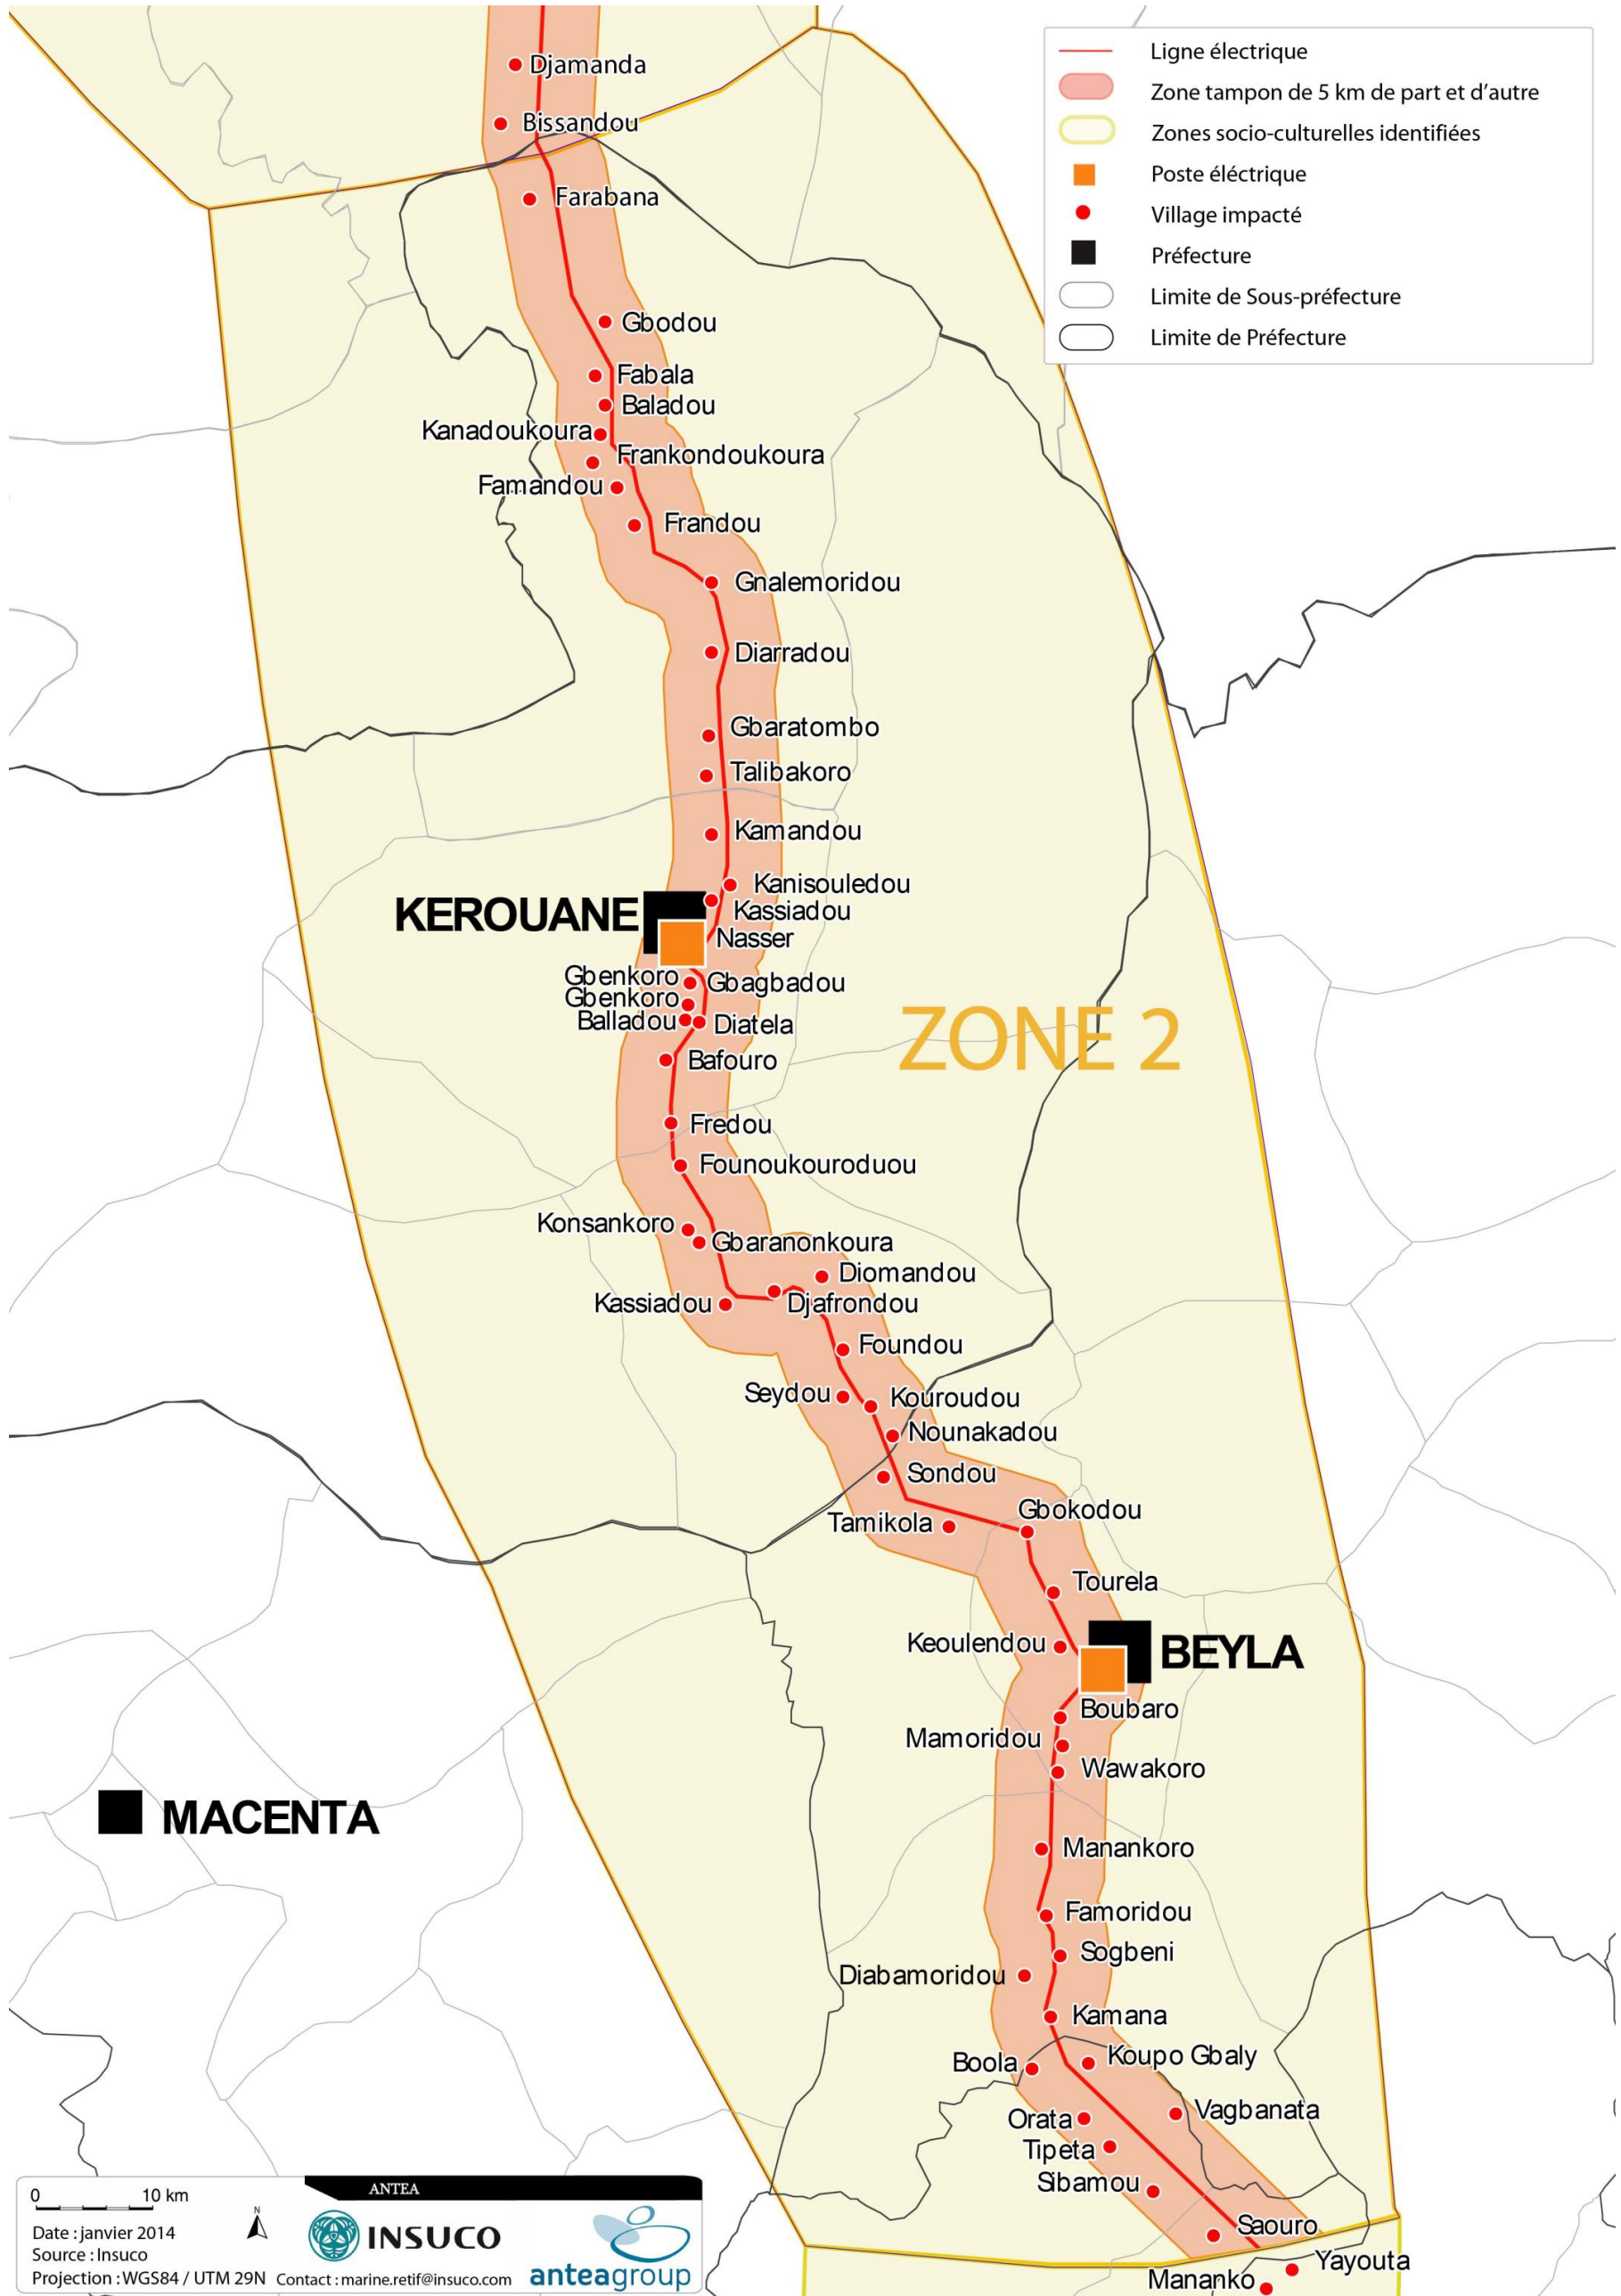 Ligne électrique
Zone tampon de 5 km de part et d'autre
Zones socio-culturelles identifiées
Poste éléctrique
Village impacté
Préfecture
Limite de Sous-préfecture
Limite de Préfecture
Djamanda
Bissandou
Farabana
Gbodou
Fabala
Baladou
Kanadoukoura
Frankondoukoura
Famandou
Frandou
Gnalemoridou
Diarradou
Gbaratombo
Talibakoro
Kamandou
Kanisouledou
KEROUANE
Kassiadou
Nasser
Gbenkoro
Gbagbadou
Gbenkoro
Balladou
Diatela
ZONE 2
Bafouro
Fredou
Founoukouroduou
Konsankoro
Gbaranonkoura
Diomandou
Kassiadou
Djafrondou
Foundou
Seydou
Kouroudou
Nounakadou
Sondou
Gbokodou
Tamikola
Tourela
Keoulendou
BEYLA
Boubaro
Mamoridou
Wawakoro
MACENTA
Manankoro
Famoridou
Sogbeni
Diabamoridou
Kamana
Boola
Koupo Gbaly
Orata
Vagbanata
Tipeta
Sibamou
Saouro
Yayouta
Mananko
0 10 km
N
Date : janvier 2014
Source : Insuco
Projection : WGS84 / UTM 29N
Contact : marine.retif@insuco.com
ANTEA
INSUCO
anteagroup